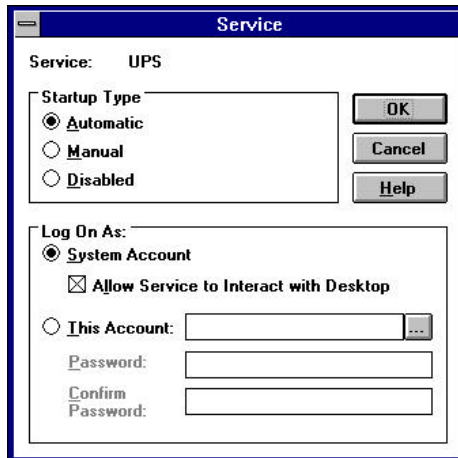 Service
Service: UPS
Startup Type
Automatic
Manual
Disabled
OK
Cancel
Help
Log On As:
System Account
Allow Service to Interact with Desktop
This Account:
...
Password:
Confirm
Password: